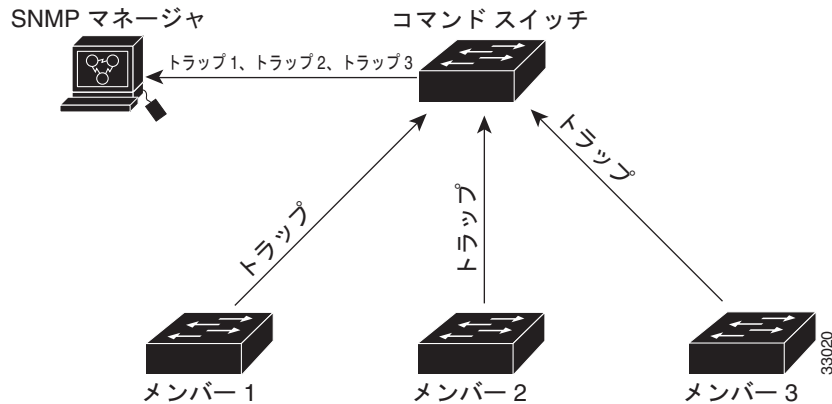 SNMP マネージャ
コマンド スイッチ
トラップ 1、トラップ 2、トラップ 3
トラップ
トラップ
トラップ
メンバー 1
メンバー 2
メンバー 3
33020